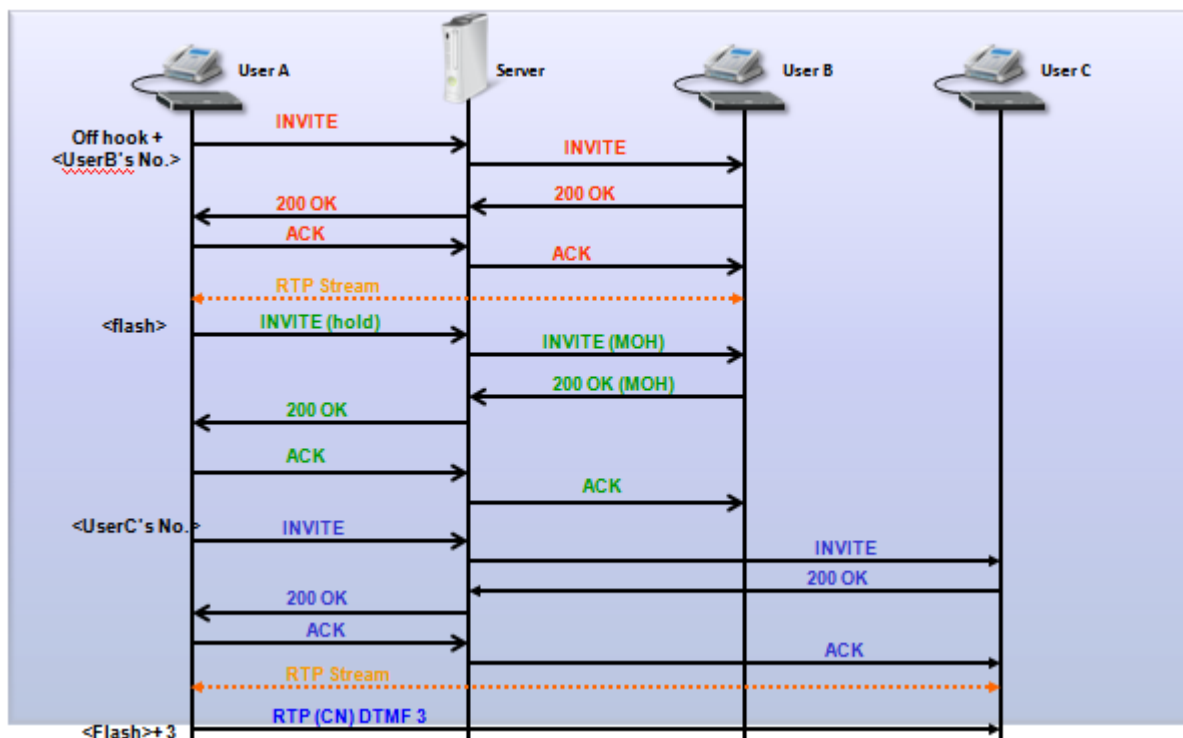 User A
Server
User B
User C
INVITE
Off hook +
<UserB's No.>
INVITE
200 OK
200 OK
ACK
ACK
RTP Stream
<flash>
INVITE (hold)
INVITE (MOH)
200 OK (MOH)
200 OK
ACK
ACK
<UserC's No.>
INVITE
INVITE
200 OK
200 OK
ACK
ACK
RTP Stream
<Flash>+ 3
RTP (CN) DTMF 3